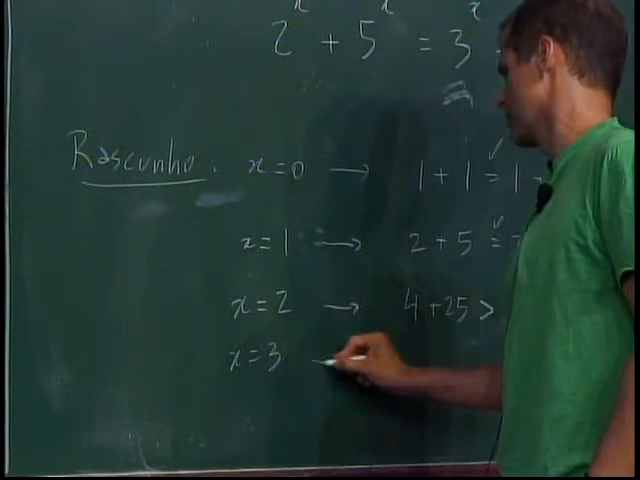 2^x + 5^x = 3^x
Rascunho. x=0 → 1 + 1 = 1 +
x=1 → 2 + 5 =
x=2 → 4 + 25 >
x=3